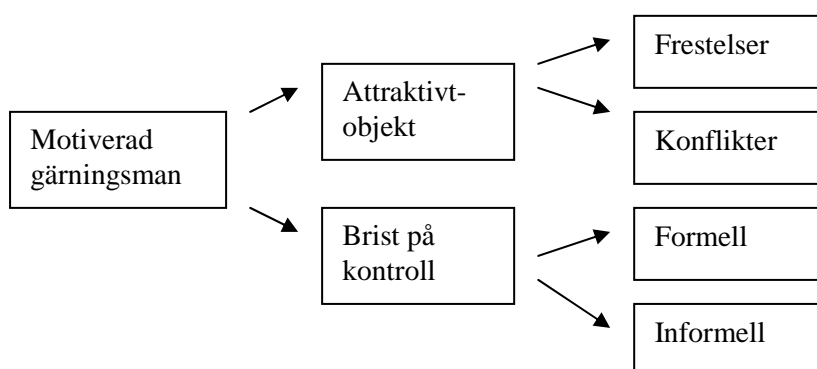 Motiverad
gärningsman
Attraktivt-
objekt
Brist på
kontroll
Frestelser
Konflikter
Formell
Informell